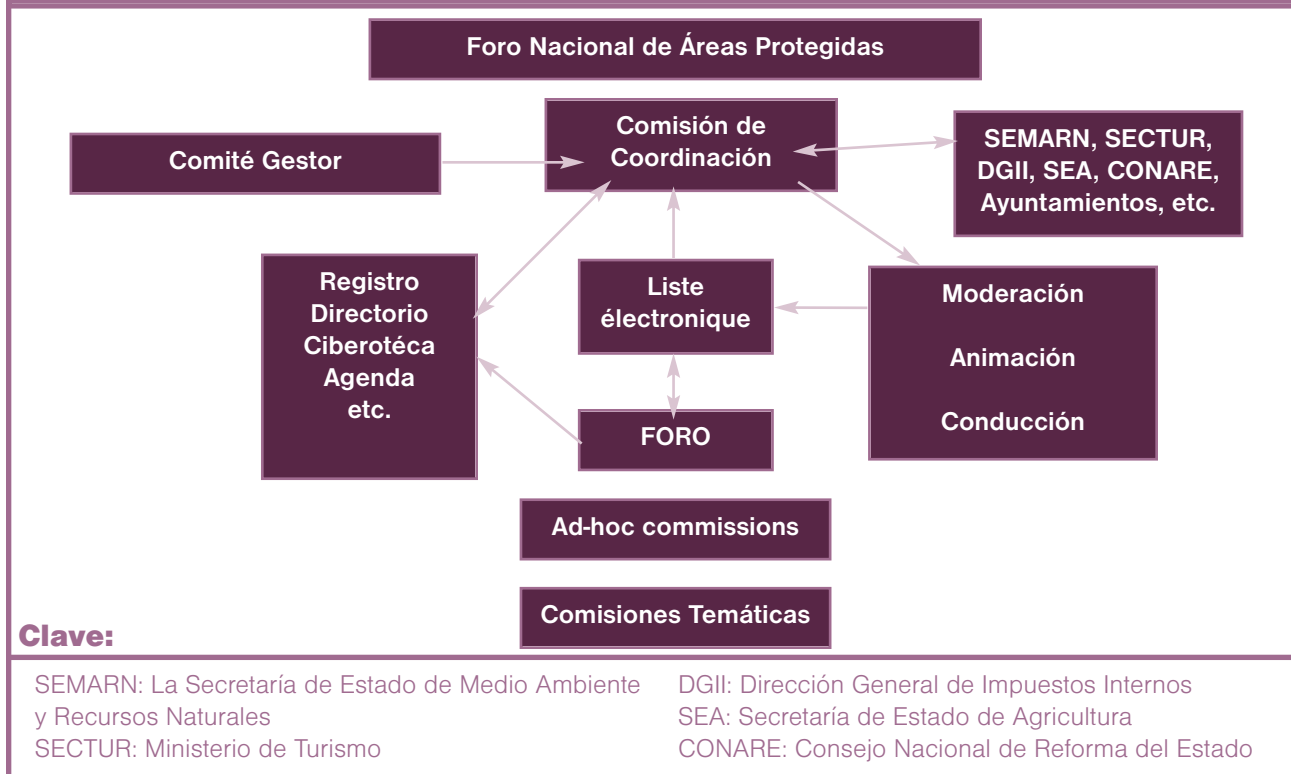 Foro Nacional de Áreas Protegidas
Comisión de
Coordinación
Comité Gestor
SEMARN, SECTUR,
DGII, SEA, CONARE,
Ayuntamientos, etc.
Registro
Directorio
Ciberotéca
Agenda
etc.
Liste
électronique
Moderación
Animación
Conducción
FORO
Ad-hoc commissions
Comisiones Temáticas
Clave:
SEMARN: La Secretaría de Estado de Medio Ambiente
y Recursos Naturales
SECTUR: Ministerio de Turismo
DGII: Dirección General de Impuestos Internos
SEA: Secretaría de Estado de Agricultura
CONARE: Consejo Nacional de Reforma del Estado